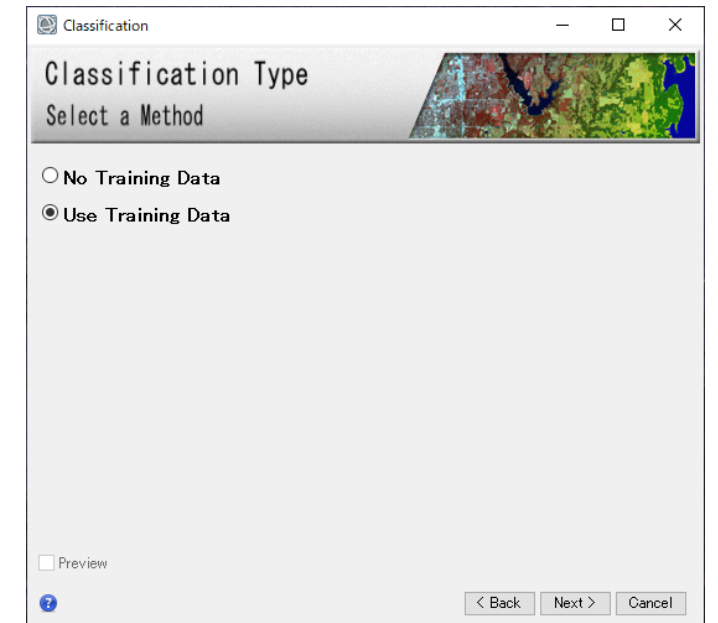 Classification
Classification Type
Select a Method
No Training Data
Use Training Data
Preview
?
< Back Next > Cancel